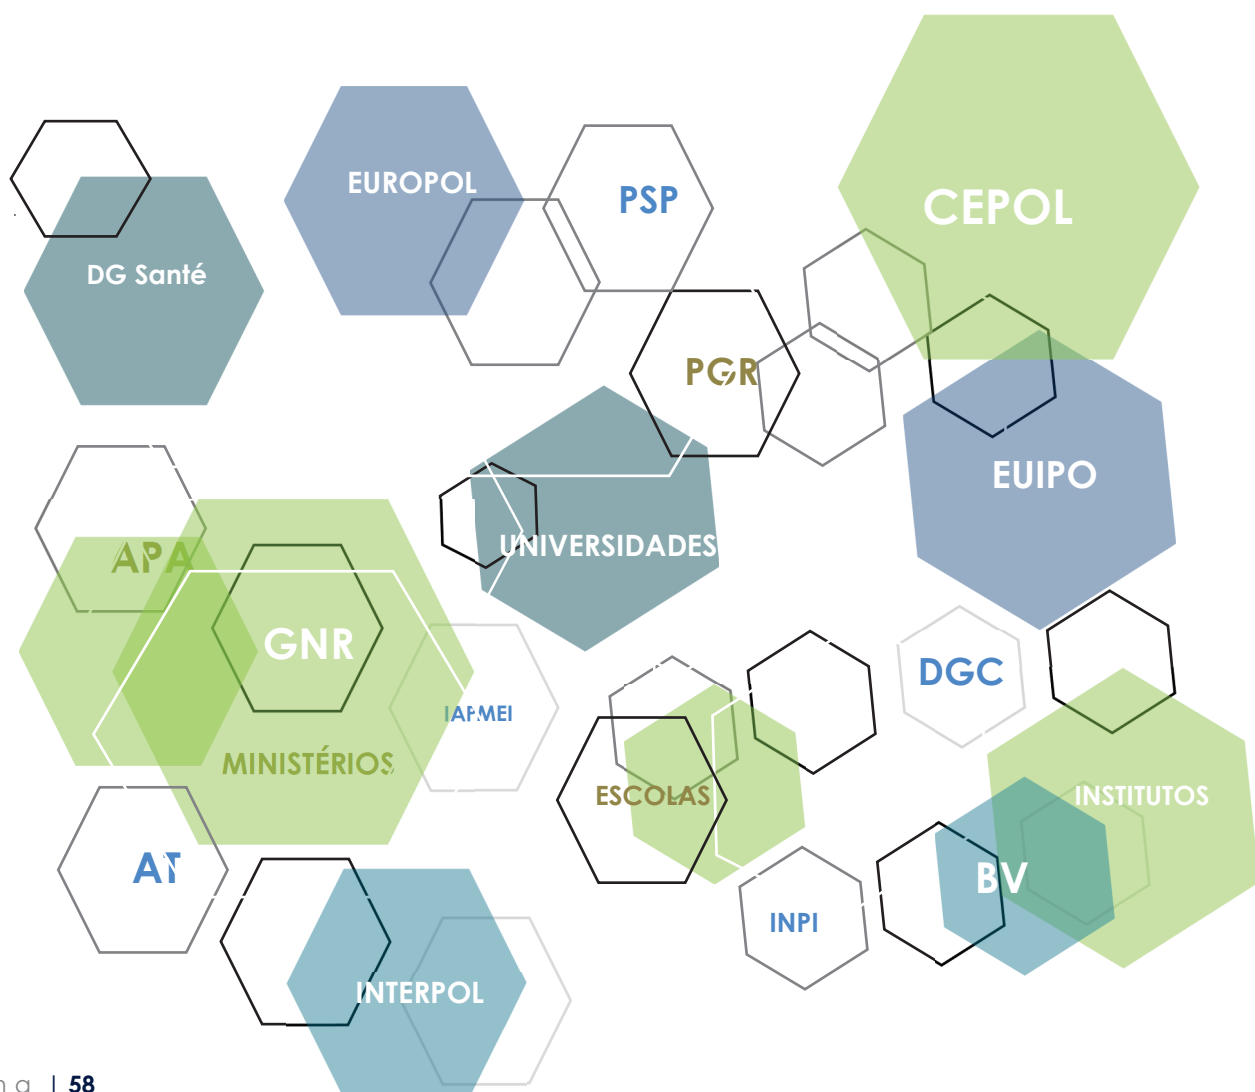 EUROPOL
PSP
CEPOL
DG Santé
PGR
EUIPO
UNIVERSIDADES
APA
GNR
DGC
IAPMEI
MINISTÉRIOS
ESCOLAS
INSTITUTOS
AT
BV
INPI
INTERPOL
| 58